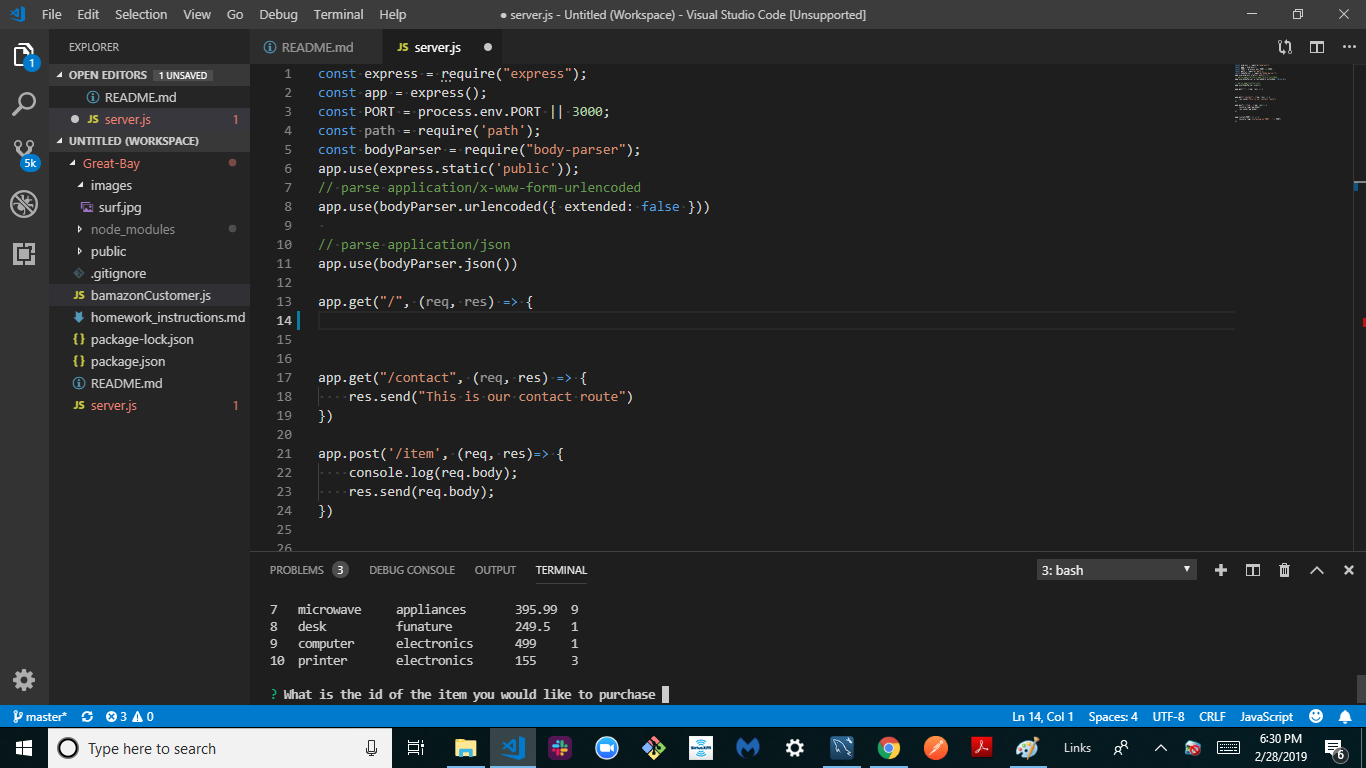 File Edit Selection View Go Debug Terminal Help ● server.js - Untitled (Workspace) - Visual Studio Code [Unsupported]
EXPLORER
README.md
JS server.js
OPEN EDITORS 1 UNSAVED
README.md
JS server.js 1
UNTITLED (WORKSPACE)
Great-Bay
images
surf.jpg
node_modules
public
.gitignore
JS bamazonCustomer.js
homework_instructions.md
{} package-lock.json
{} package.json
README.md
JS server.js 1
1
5k
1 const express = require("express");
2 const app = express();
3 const PORT = process.env.PORT || 3000;
4 const path = require('path');
5 const bodyParser = require("body-parser");
6 app.use(express.static('public'));
7 // parse application/x-www-form-urlencoded
8 app.use(bodyParser.urlencoded({ extended: false }))
9
10 // parse application/json
11 app.use(bodyParser.json())
12
13 app.get("/", (req, res) => {
14
15
16
17 app.get("/contact", (req, res) => {
18 res.send("This is our contact route")
19 })
20
21 app.post('/item', (req, res)=> {
22 console.log(req.body);
23 res.send(req.body);
24 })
25
26
PROBLEMS 3 DEBUG CONSOLE OUTPUT TERMINAL 3: bash
7 microwave appliances 395.99 9
8 desk funature 249.5 1
9 computer electronics 499 1
10 printer electronics 155 3
? What is the id of the item you would like to purchase
master* 3 0 Ln 14, Col 1 Spaces: 4 UTF-8 CRLF JavaScript
Type here to search
Links
6:30 PM
2/28/2019
6